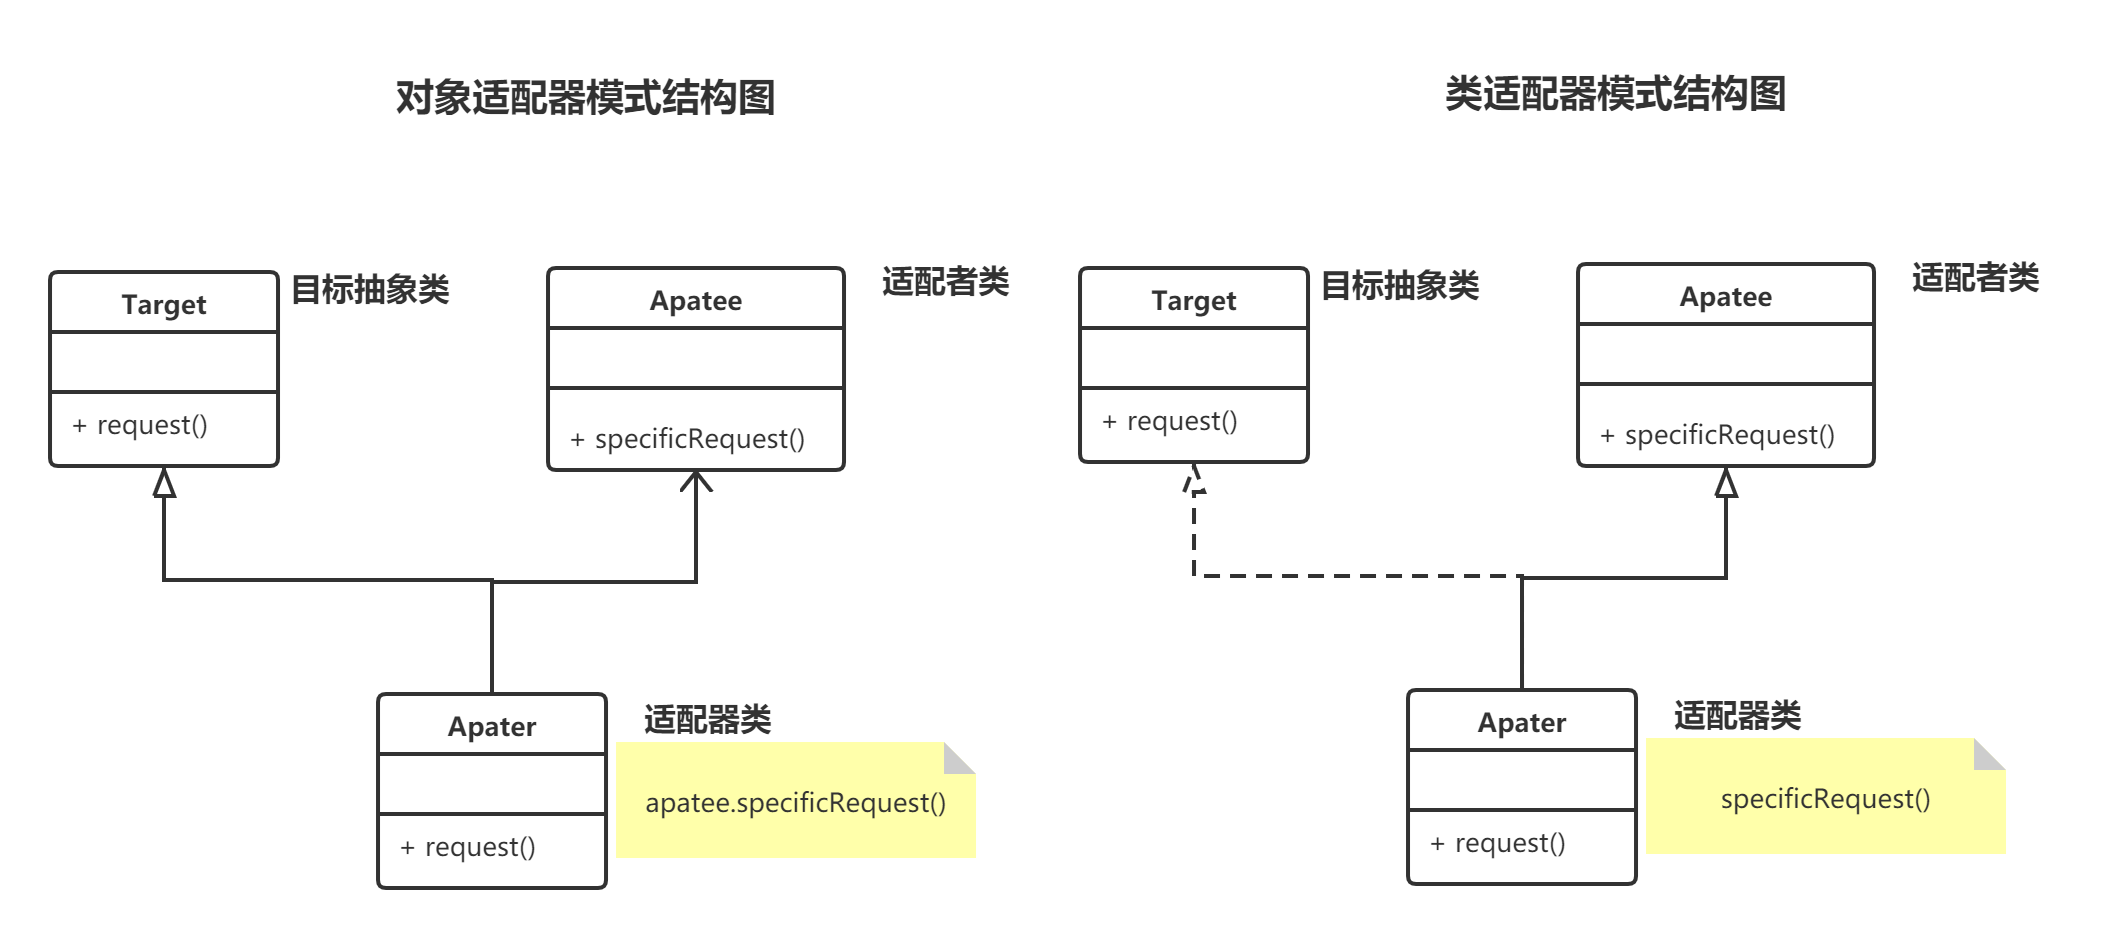 对象适配器模式结构图
Target
目标抽象类
+ request()
Apatee
适配者类
+ specificRequest()
Apater
适配器类
+ request()
apatee.specificRequest()
类适配器模式结构图
Target
目标抽象类
+ request()
Apatee
适配者类
+ specificRequest()
Apater
适配器类
+ request()
specificRequest()